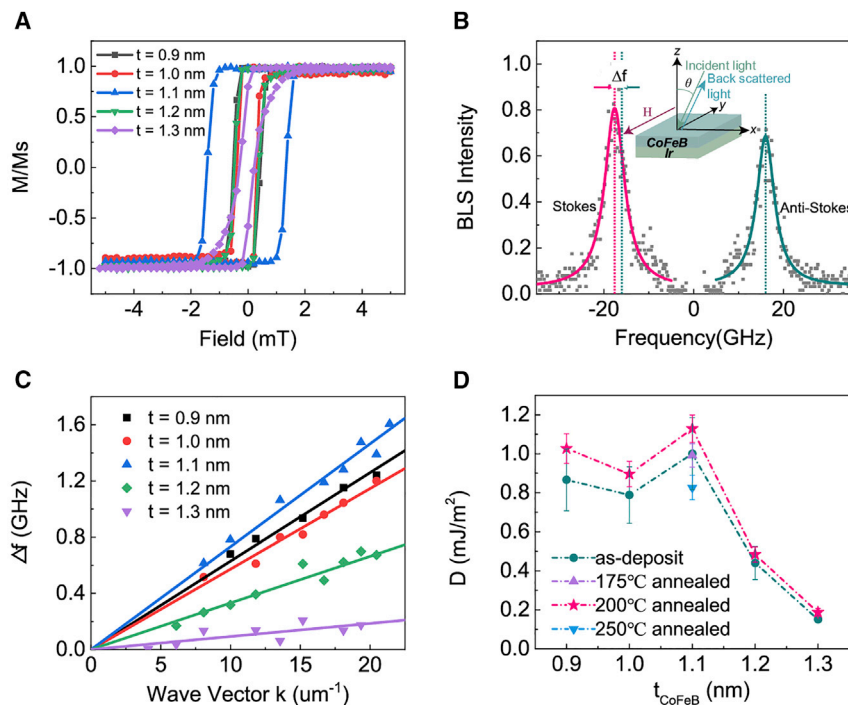 A
t = 0.9 nm
t = 1.0 nm
t = 1.1 nm
t = 1.2 nm
t = 1.3 nm
1.0
0.5
0.0
-0.5
-1.0
M/Ms
-4 -2 0 2 4
Field (mT)
B
1.0
0.8
0.6
0.4
0.2
0.0
BLS Intensity
Δf
z
Incident light
θ
Back scattered
light
y
H
x
CoFeB
Ir
Stokes
Anti-Stokes
-20 0 20
Frequency(GHz)
C
1.6
1.2
0.8
0.4
0.0
Δf (GHz)
t = 0.9 nm
t = 1.0 nm
t = 1.1 nm
t = 1.2 nm
t = 1.3 nm
0 5 10 15 20
Wave Vector k (um⁻¹)
D
1.2
1.0
0.8
0.6
0.4
0.2
0.0
D (mJ/m²)
as-deposit
175℃ annealed
200℃ annealed
250℃ annealed
0.9 1.0 1.1 1.2 1.3
t_CoFeB (nm)